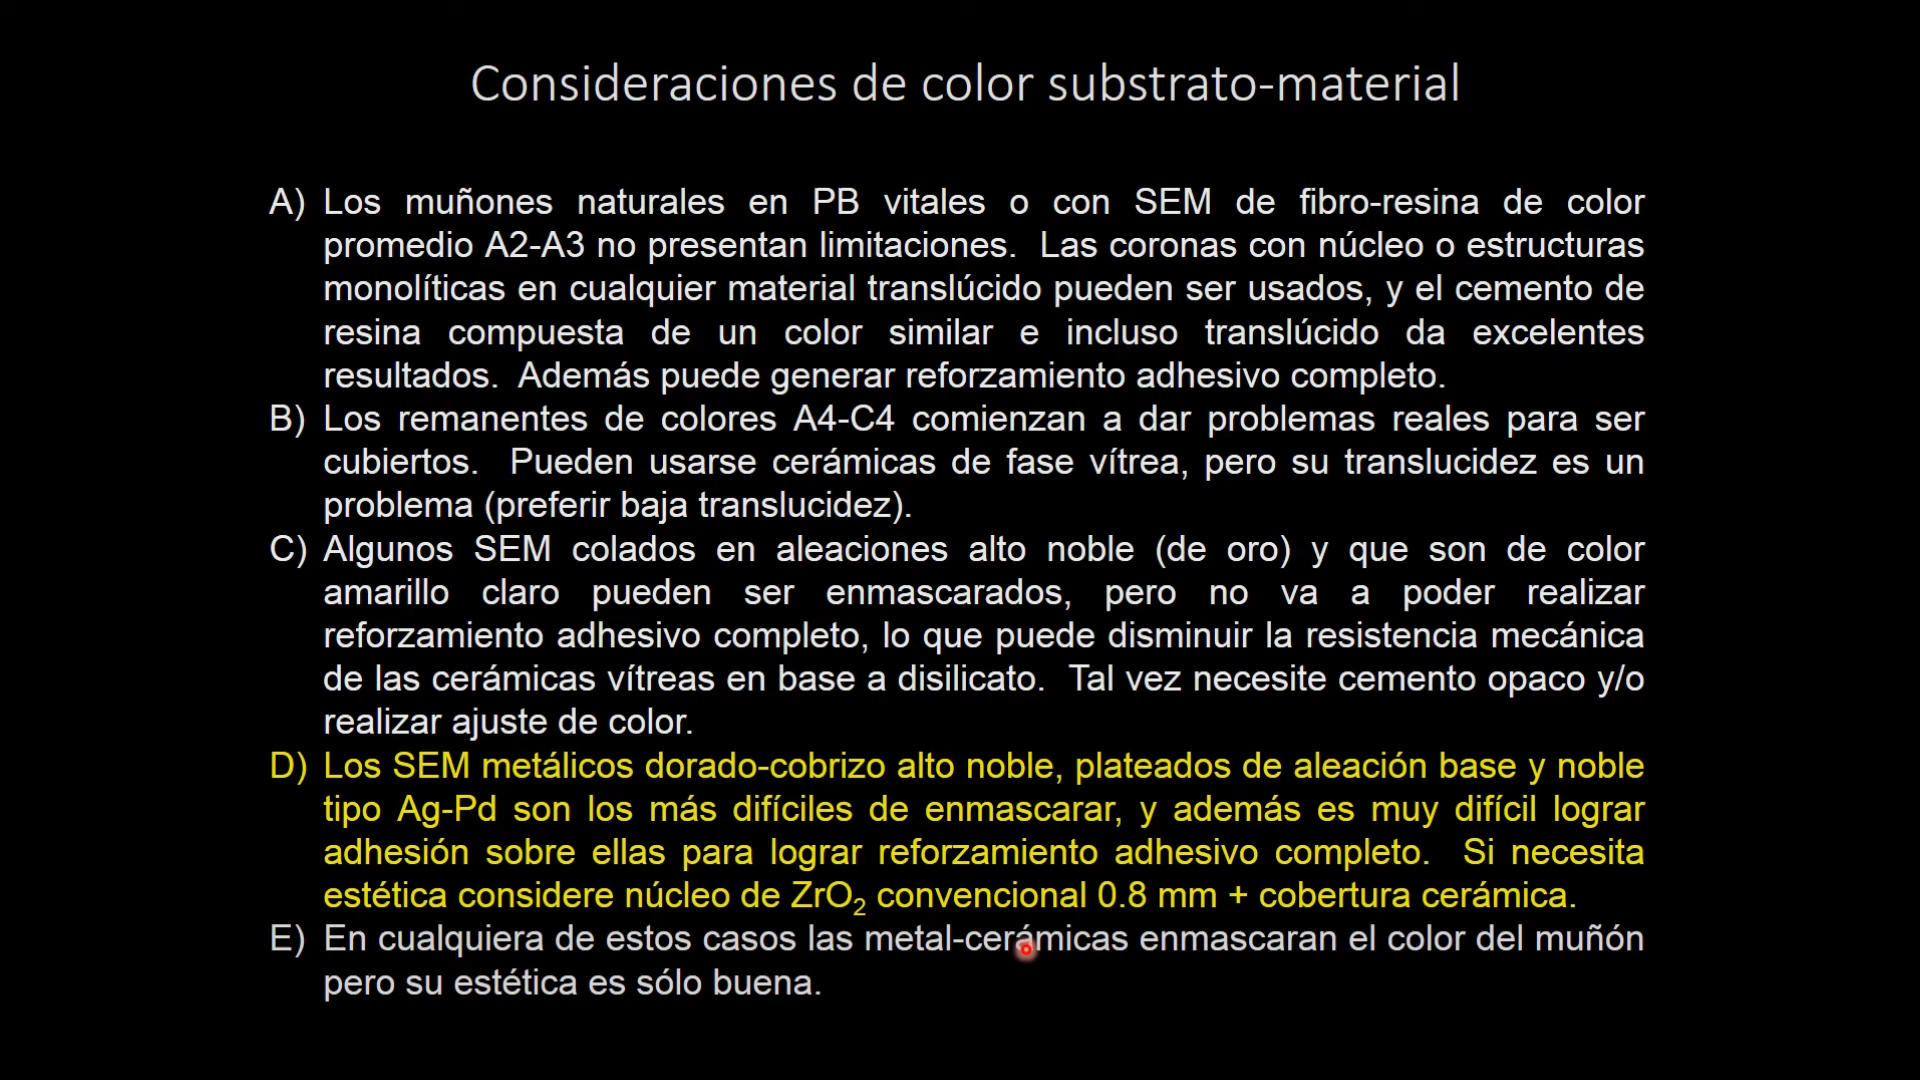 Consideraciones de color substrato-material
A) Los muñones naturales en PB vitales o con SEM de fibro-resina de color
promedio A2-A3 no presentan limitaciones. Las coronas con núcleo o estructuras
monolíticas en cualquier material translúcido pueden ser usados, y el cemento de
resina compuesta de un color similar e incluso translúcido da excelentes
resultados. Además puede generar reforzamiento adhesivo completo.
B) Los remanentes de colores A4-C4 comienzan a dar problemas reales para ser
cubiertos. Pueden usarse cerámicas de fase vítrea, pero su translucidez es un
problema (preferir baja translucidez).
C) Algunos SEM colados en aleaciones alto noble (de oro) y que son de color
amarillo claro pueden ser enmascarados, pero no va a poder realizar
reforzamiento adhesivo completo, lo que puede disminuir la resistencia mecánica
de las cerámicas vítreas en base a disilicato. Tal vez necesite cemento opaco y/o
realizar ajuste de color.
D) Los SEM metálicos dorado-cobrizo alto noble, plateados de aleación base y noble
tipo Ag-Pd son los más difíciles de enmascarar, y además es muy difícil lograr
adhesión sobre ellas para lograr reforzamiento adhesivo completo. Si necesita
estética considere núcleo de ZrO₂ convencional 0.8 mm + cobertura cerámica.
E) En cualquiera de estos casos las metal-cerámicas enmascaran el color del muñón
pero su estética es sólo buena.